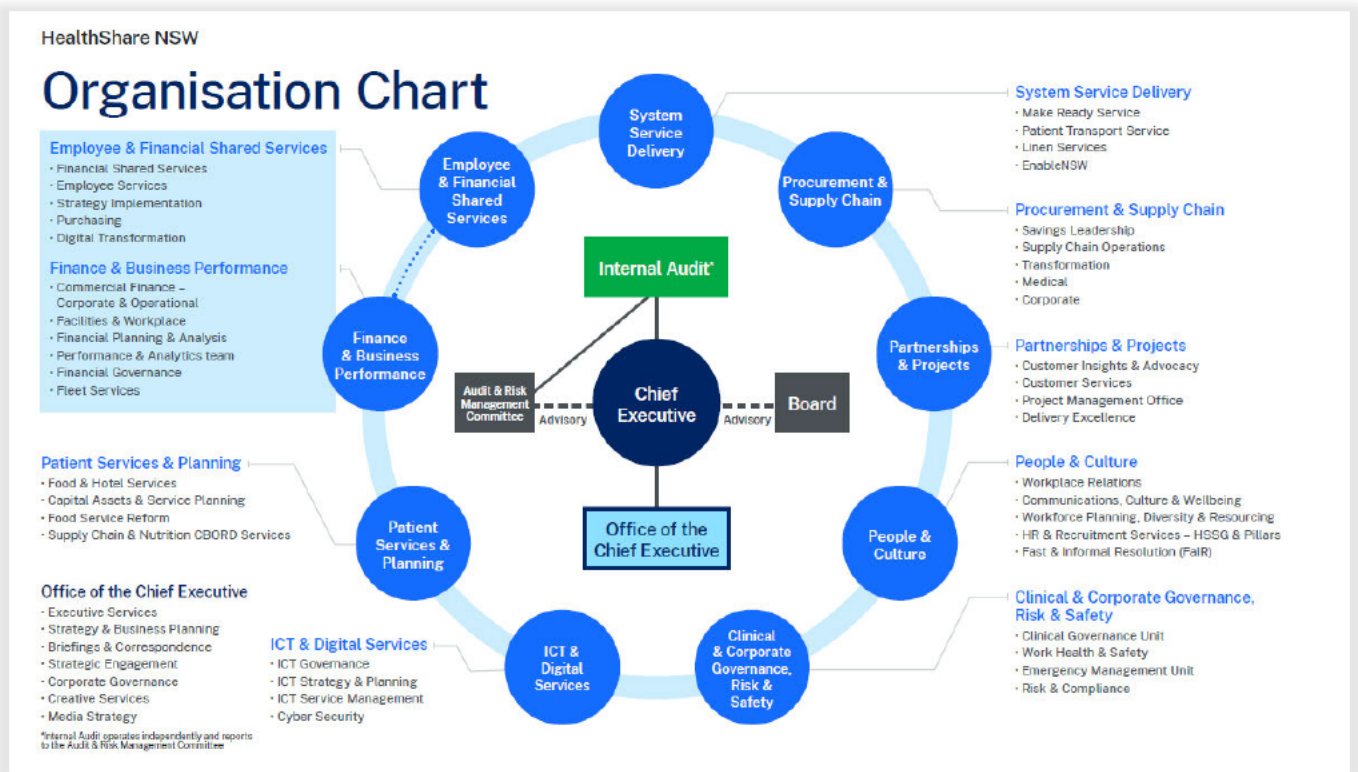 HealthShare NSW
Organisation Chart
Employee & Financial Shared Services
· Financial Shared Services
· Employee Services
· Strategy Implementation
· Purchasing
· Digital Transformation
Finance & Business Performance
· Commercial Finance –
Corporate & Operational
· Facilities & Workplace
· Financial Planning & Analysis
· Performance & Analytics team
· Financial Governance
· Fleet Services
Patient Services & Planning
· Food & Hotel Services
· Capital Assets & Service Planning
· Food Service Reform
· Supply Chain & Nutrition CBORD Services
Office of the Chief Executive
· Executive Services
· Strategy & Business Planning
· Briefings & Correspondence
· Strategic Engagement
· Corporate Governance
· Creative Services
· Media Strategy
*Internal Audit operates independently and reports
to the Audit & Risk Management Committee
ICT & Digital Services
· ICT Governance
· ICT Strategy & Planning
· ICT Service Management
· Cyber Security
System
Service
Delivery
Employee
& Financial
Shared
Services
Procurement &
Supply Chain
Internal Audit*
Finance
& Business
Performance
Partnerships
& Projects
Audit & Risk
Management
Committee
Advisory
Chief
Executive
Advisory
Board
Office of the
Chief Executive
Patient
Services &
Planning
People &
Culture
ICT &
Digital
Services
Clinical
& Corporate
Governance,
Risk &
Safety
System Service Delivery
· Make Ready Service
· Patient Transport Service
· Linen Services
· EnableNSW
Procurement & Supply Chain
· Savings Leadership
· Supply Chain Operations
· Transformation
· Medical
· Corporate
Partnerships & Projects
· Customer Insights & Advocacy
· Customer Services
· Project Management Office
· Delivery Excellence
People & Culture
· Workplace Relations
· Communications, Culture & Wellbeing
· Workforce Planning, Diversity & Resourcing
· HR & Recruitment Services – HSSG & Pillars
· Fast & Informal Resolution (FaIR)
Clinical & Corporate Governance,
Risk & Safety
· Clinical Governance Unit
· Work Health & Safety
· Emergency Management Unit
· Risk & Compliance